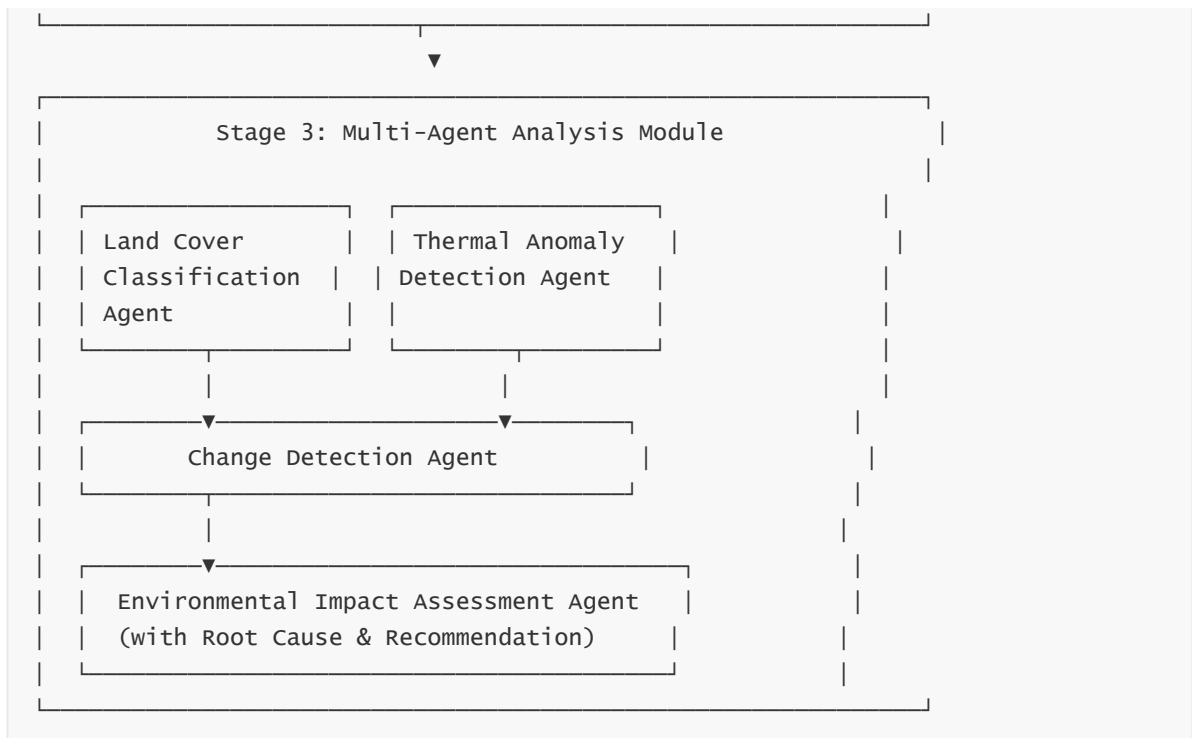 Stage 3: Multi-Agent Analysis Module
Land Cover Thermal Anomaly
Classification Detection Agent
Agent
Change Detection Agent
Environmental Impact Assessment Agent
(with Root Cause & Recommendation)